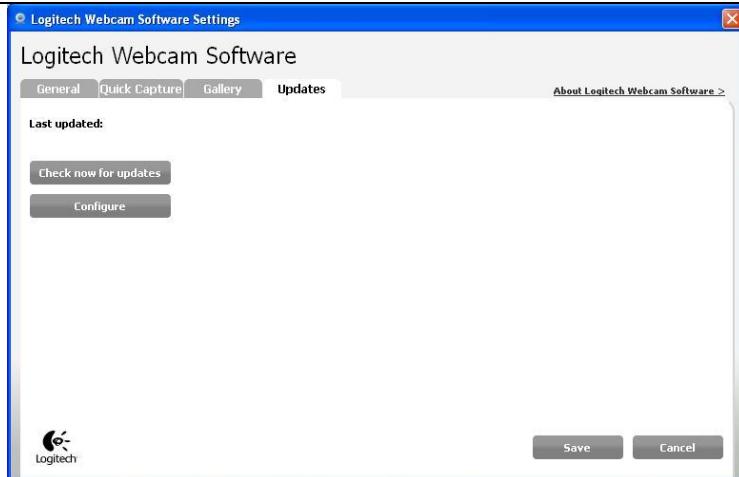 Logitech Webcam Software Settings
Logitech Webcam Software
General Quick Capture Gallery Updates About Logitech Webcam Software >
Last updated:
Check now for updates
Configure
Logitech
Save Cancel